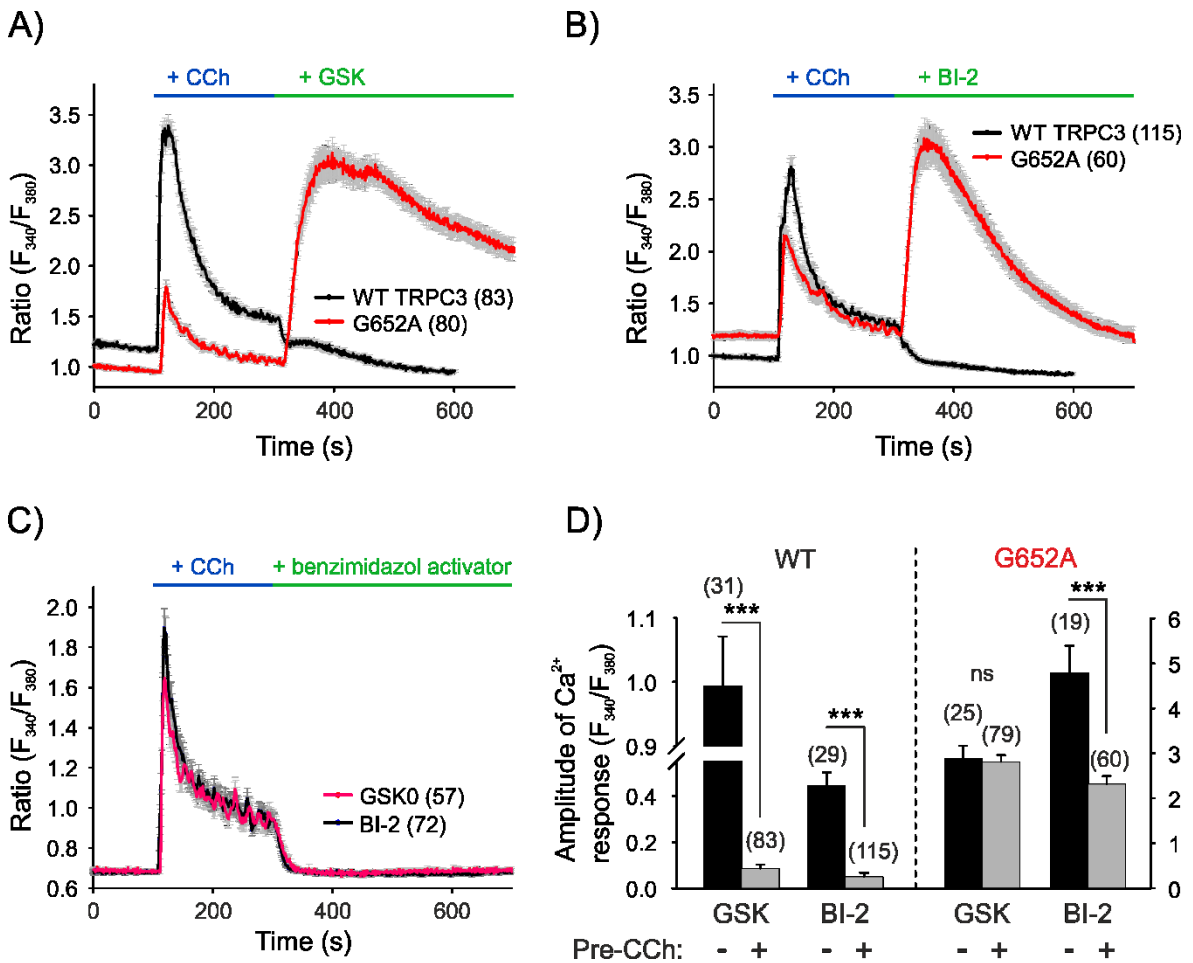 A)
+ CCh
+ GSK
3.5
3.0
2.5
2.0
1.5
1.0
Ratio (F340/F380)
WT TRPC3 (83)
G652A (80)
0
200
400
600
Time (s)
B)
+ CCh
+ BI-2
3.5
3.0
2.5
2.0
1.5
1.0
Ratio (F340/F380)
WT TRPC3 (115)
G652A (60)
0
200
400
600
Time (s)
C)
+ CCh
+ benzimidazol activator
2.0
1.8
1.6
1.4
1.2
1.0
0.8
0.6
Ratio (F340/F380)
GSK0 (57)
BI-2 (72)
0
200
400
600
Time (s)
D)
WT
G652A
Amplitude of Ca2+
response (F340/F380)
1.1
1.0
0.9
0.4
0.2
0.0
(31)
***
(83)
(29)
***
(115)
ns
(25)
(79)
(19)
***
(60)
6
5
4
3
2
1
0
GSK
BI-2
GSK
BI-2
Pre-CCh: - + - + - + - +